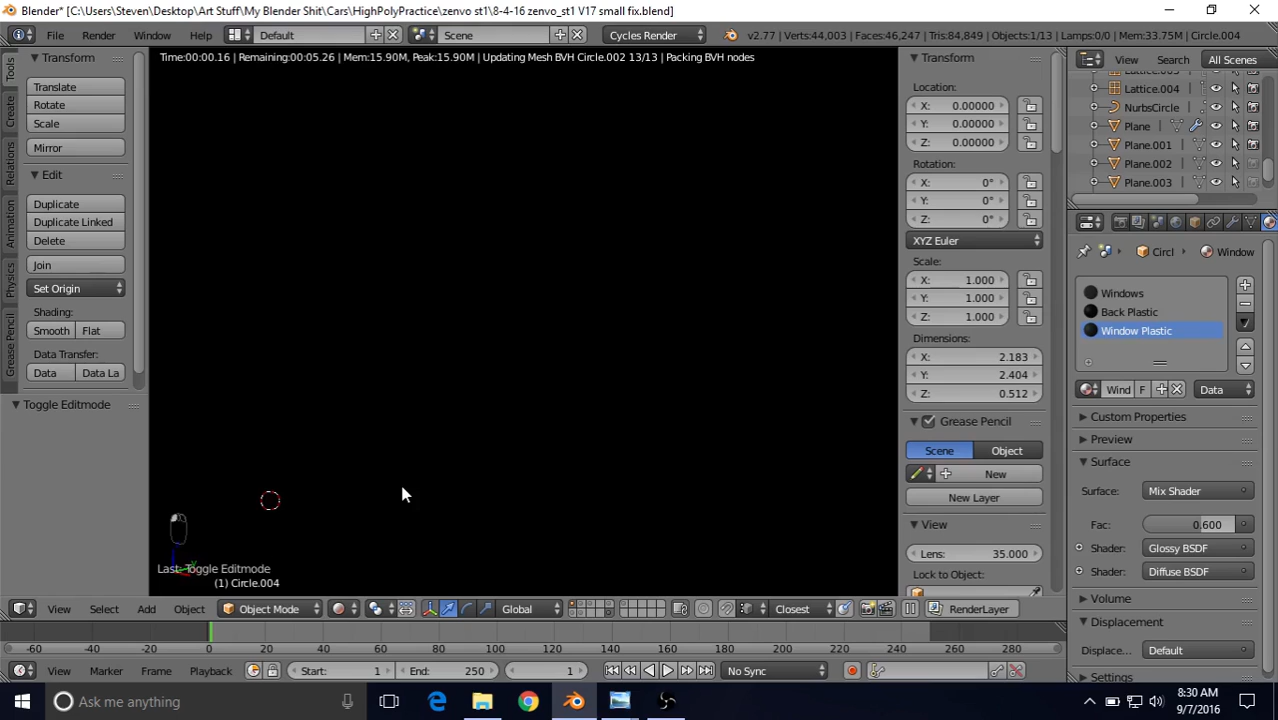 Blender* [C:\Users\Steven\Desktop\Art Stuff\My Blender Shit\Cars\HighPolyPractice\zenvo st1\8-4-16 zenvo_st1 V17 small fix.blend]
File Render Window Help Default Scene Cycles Render v2.77 | Verts:44,003 | Faces:46,247 | Tris:84,849 | Objects:1/13 | Lamps:0/0 | Mem:33.75M | Circle.004
Time:00:00.16 | Remaining:00:05.26 | Mem:15.90M, Peak:15.90M | Updating Mesh BVH Circle.002 13/13 | Packing BVH nodes
Tools
Create
Relations
Animation
Physics
Grease Pencil
Transform
Translate
Rotate
Scale
Mirror
Edit
Duplicate
Duplicate Linked
Delete
Join
Set Origin
Shading:
Smooth Flat
Data Transfer:
Data Data La
Toggle Editmode
Last: Toggle Editmode
(1) Circle.004
Transform
Location:
X: 0.00000
Y: 0.00000
Z: 0.00000
Rotation:
X: 0°
Y: 0°
Z: 0°
XYZ Euler
Scale:
X: 1.000
Y: 1.000
Z: 1.000
Dimensions:
X: 2.183
Y: 2.404
Z: 0.512
Grease Pencil
Scene Object
New
New Layer
View
Lens: 35.000
Lock to Object:
View Search All Scenes
Lattice.004
NurbsCircle
Plane
Plane.001
Plane.002
Plane.003
Circl Window
Windows
Back Plastic
Window Plastic
Wind F Data
Custom Properties
Preview
Surface
Surface: Mix Shader
Fac: 0.600
Shader: Glossy BSDF
Shader: Diffuse BSDF
Volume
Displacement
Displace... Default
Settings
View Select Add Object Object Mode Global Closest RenderLayer
-60 -40 -20 0 20 40 60 80 100 120 140 160 180 200 220 240 260 280
View Marker Frame Playback Start: 1 End: 250 1 No Sync
Ask me anything
8:30 AM
9/7/2016